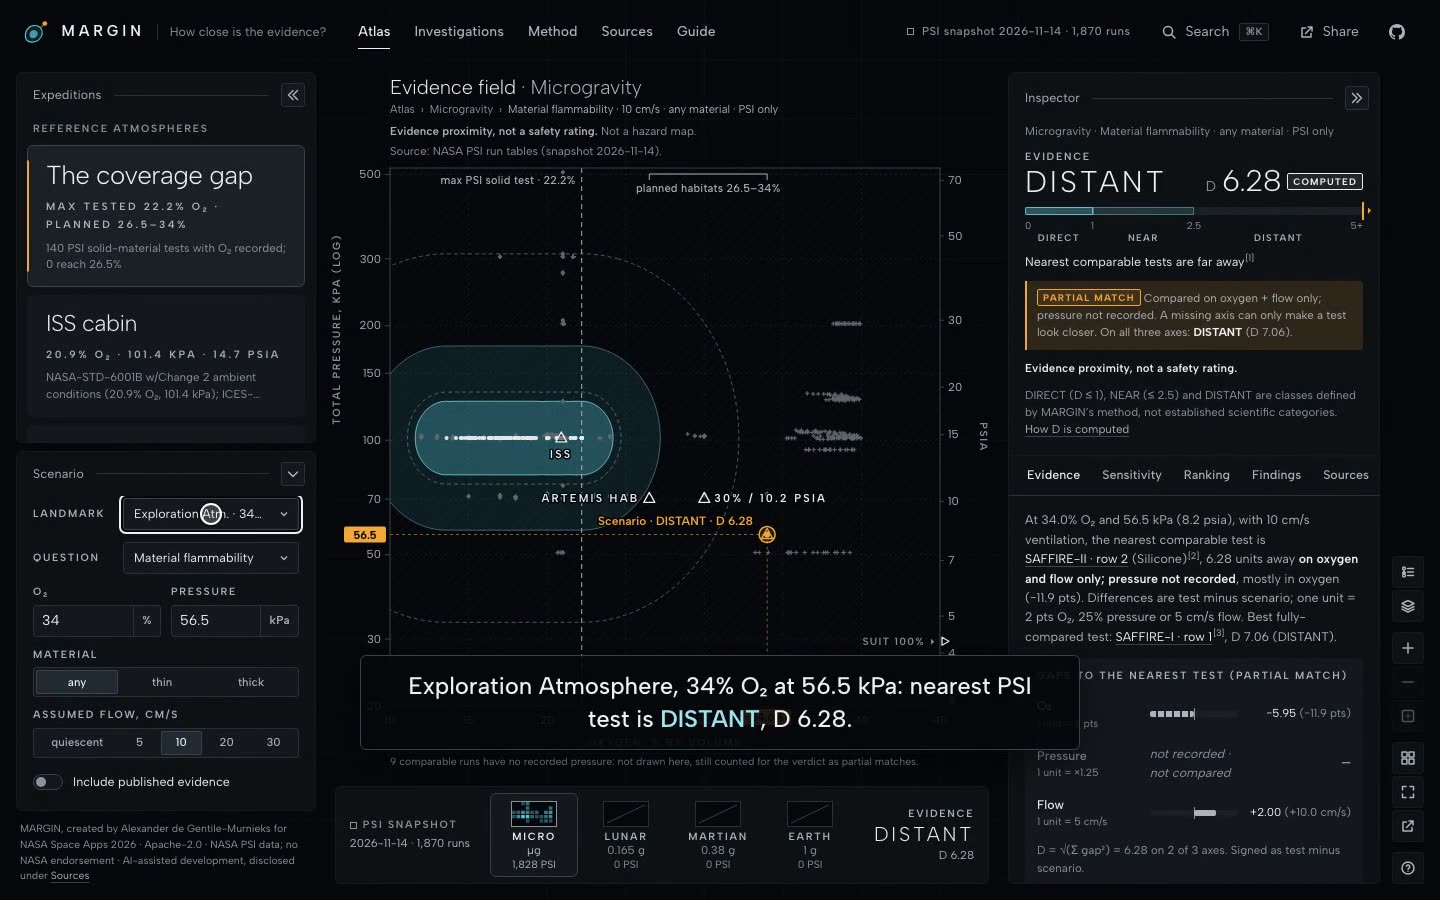 MARGIN
How close is the evidence?
Atlas
Investigations
Method
Sources
Guide
PSI snapshot 2026-11-14 · 1,870 runs
Search
⌘K
Share
Expeditions
REFERENCE ATMOSPHERES
The coverage gap
MAX TESTED 22.2% O₂ ·
PLANNED 26.5–34%
140 PSI solid-material tests with O₂ recorded;
0 reach 26.5%
ISS cabin
20.9% O₂ · 101.4 KPA · 14.7 PSIA
NASA-STD-6001B w/Change 2 ambient
conditions (20.9% O₂, 101.4 kPa); ICES-…
Scenario
LANDMARK
Exploration Atm. · 34…
QUESTION
Material flammability
O₂
PRESSURE
34
%
56.5
kPa
MATERIAL
any
thin
thick
ASSUMED FLOW, CM/S
quiescent
5
10
20
30
Include published evidence
MARGIN, created by Alexander de Gentile-Murnieks for
NASA Space Apps 2026 · Apache-2.0 · NASA PSI data; no
NASA endorsement · AI-assisted development, disclosed
under Sources
Evidence field · Microgravity
Atlas › Microgravity › Material flammability · 10 cm/s · any material · PSI only
Evidence proximity, not a safety rating. Not a hazard map.
Source: NASA PSI run tables (snapshot 2026-11-14).
TOTAL PRESSURE, KPA (LOG)
500
300
200
150
100
70
56.5
50
30
max PSI solid test · 22.2%
planned habitats 26.5–34%
ISS
ARTEMIS HAB
30% / 10.2 PSIA
Scenario · DISTANT · D 6.28
SUIT 100%
70
50
30
20
15
10
7
5
4
PSIA
Exploration Atmosphere, 34% O₂ at 56.5 kPa: nearest PSI
test is DISTANT, D 6.28.
9 comparable runs have no recorded pressure: not drawn here, still counted for the verdict as partial matches.
PSI SNAPSHOT
2026-11-14 · 1,870 runs
MICRO
µg
1,828 PSI
LUNAR
0.165 g
0 PSI
MARTIAN
0.38 g
0 PSI
EARTH
1 g
0 PSI
EVIDENCE
DISTANT
D 6.28
Inspector
Microgravity · Material flammability · any material · PSI only
EVIDENCE
DISTANT
D 6.28 COMPUTED
0
1
2.5
5+
DIRECT
NEAR
DISTANT
Nearest comparable tests are far away[1]
PARTIAL MATCH Compared on oxygen + flow only;
pressure not recorded. A missing axis can only make a test
look closer. On all three axes: DISTANT (D 7.06).
Evidence proximity, not a safety rating.
DIRECT (D ≤ 1), NEAR (≤ 2.5) and DISTANT are classes defined
by MARGIN's method, not established scientific categories.
How D is computed
Evidence
Sensitivity
Ranking
Findings
Sources
At 34.0% O₂ and 56.5 kPa (8.2 psia), with 10 cm/s
ventilation, the nearest comparable test is
SAFFIRE-II · row 2 (Silicone)[2], 6.28 units away on oxygen
and flow only; pressure not recorded, mostly in oxygen
(-11.9 pts). Differences are test minus scenario; one unit =
2 pts O₂, 25% pressure or 5 cm/s flow. Best fully-
compared test: SAFFIRE-I · row 1[3], D 7.06 (DISTANT).
GAPS TO THE NEAREST TEST (PARTIAL MATCH)
pts
-5.95 (-11.9 pts)
Pressure
1 unit = ×1.25
not recorded ·
not compared
—
Flow
1 unit = 5 cm/s
+2.00 (+10.0 cm/s)
D = √(Σ gap²) = 6.28 on 2 of 3 axes. Signed as test minus
scenario.